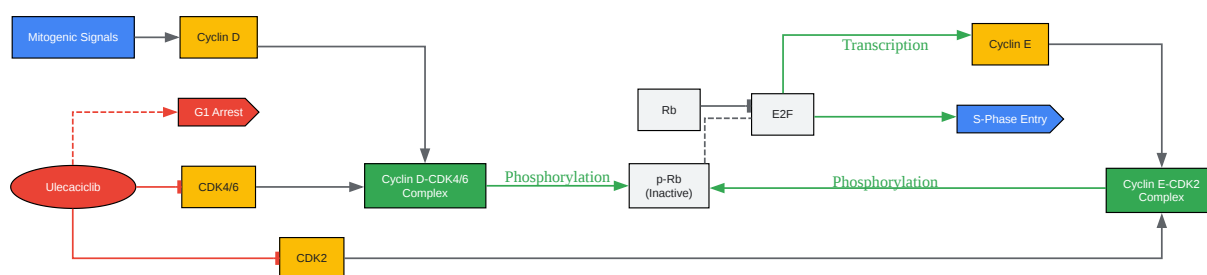 Mitogenic Signals
Cyclin D
Transcription
Cyclin E
G1 Arrest
Rb
E2F
S-Phase Entry
Ulecaciclib
CDK4/6
Cyclin D-CDK4/6
Complex
Phosphorylation
p-Rb
(Inactive)
Phosphorylation
Cyclin E-CDK2
Complex
CDK2